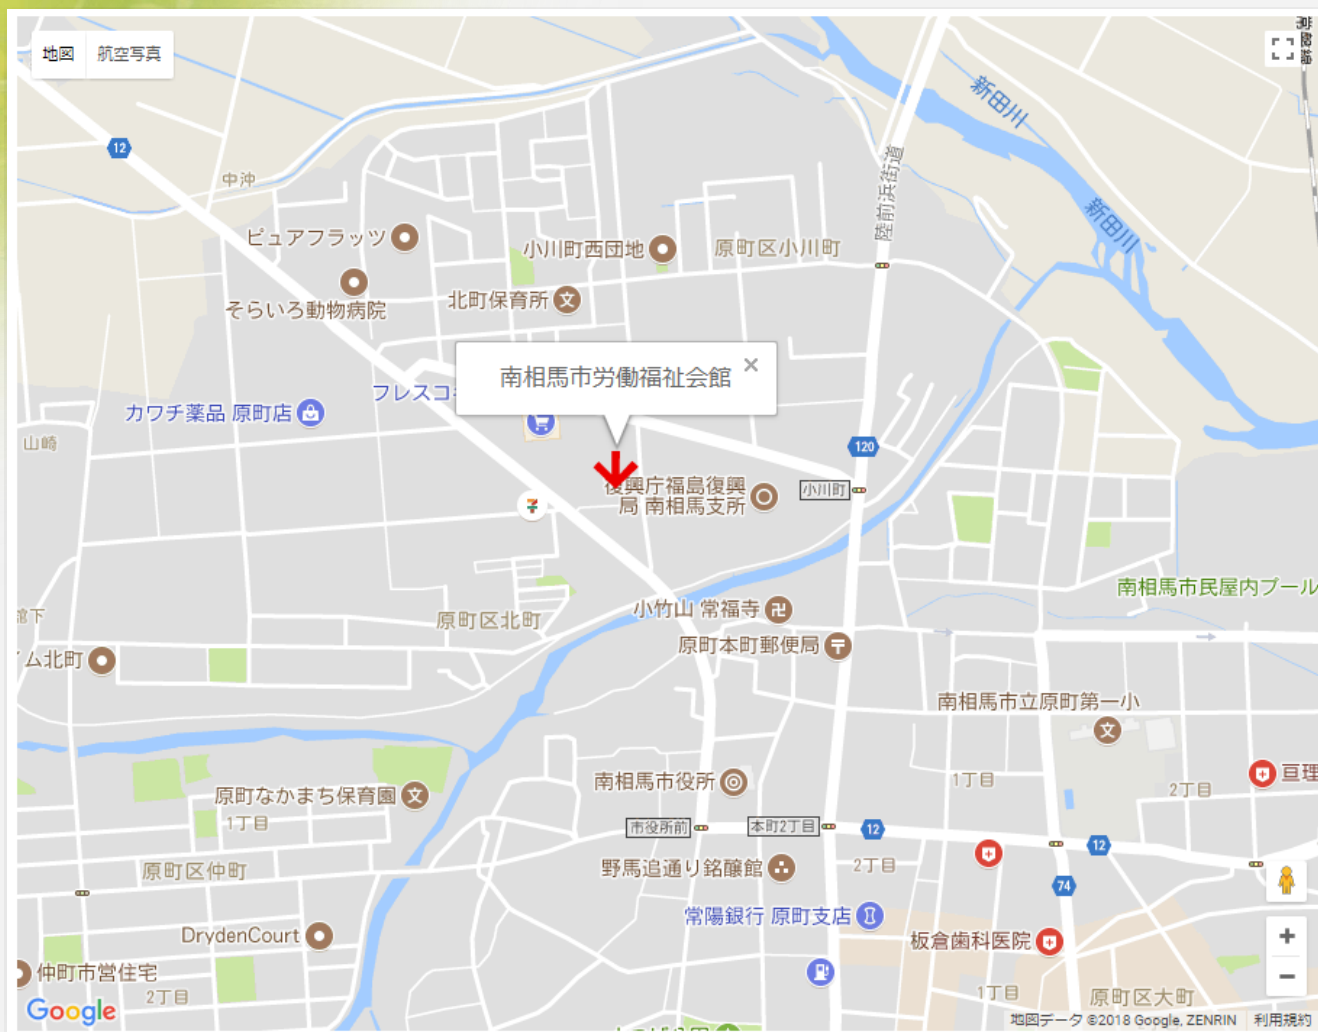 地図 航空写真
常磐線
新田川
12
陸前浜街道
中沖
新田川
ピュアフラッツ
小川町西団地
原町区小川町
北町保育所
文
そらいろ動物病院
南相馬市労働福祉会館 ×
フレスコ
カワチ薬品 原町店
山崎
120
復興庁福島復興
局 南相馬支所
小川町
7
南相馬市民屋内プール
小竹山 常福寺
原町区北町
原町本町郵便局
ム北町
南相馬市立原町第一小
文
南相馬市役所
亘理
1丁目
2丁目
原町なかまち保育園 文
1丁目
市役所前
本町2丁目
12
12
野馬追通り銘醸館
2丁目
原町区仲町
74
常陽銀行 原町支店
DrydenCourt
板倉歯科医院
+
仲町市営住宅
−
2丁目
1丁目
原町区大町
Google
地図データ ©2018 Google, ZENRIN 利用規約